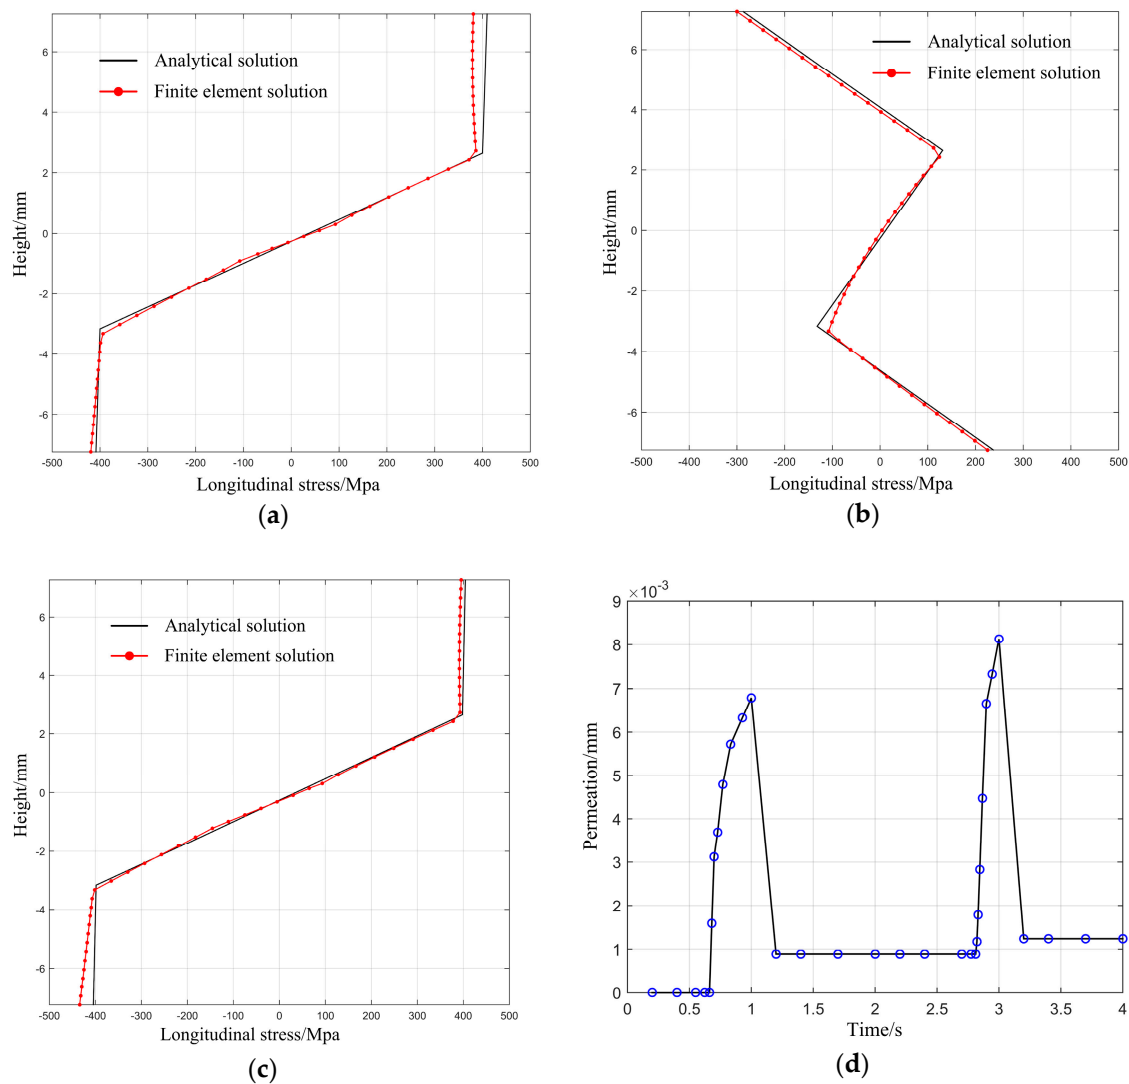 6
4
2
0
-2
-4
-6
Analytical solution
Finite element solution
Height/mm
-500 -400 -300 -200 -100 0 100 200 300 400 500
Longitudinal stress/Mpa
(a)
6
4
2
0
-2
-4
-6
Analytical solution
Finite element solution
Height/mm
-500 -400 -300 -200 -100 0 100 200 300 400 500
Longitudinal stress/Mpa
(b)
6
4
2
0
-2
-4
-6
Analytical solution
Finite element solution
Height/mm
-500 -400 -300 -200 -100 0 100 200 300 400 500
Longitudinal stress/Mpa
(c)
×10⁻³
9
8
7
6
5
4
3
2
1
0
Permeation/mm
0 0.5 1 1.5 2 2.5 3 3.5 4
Time/s
(d)